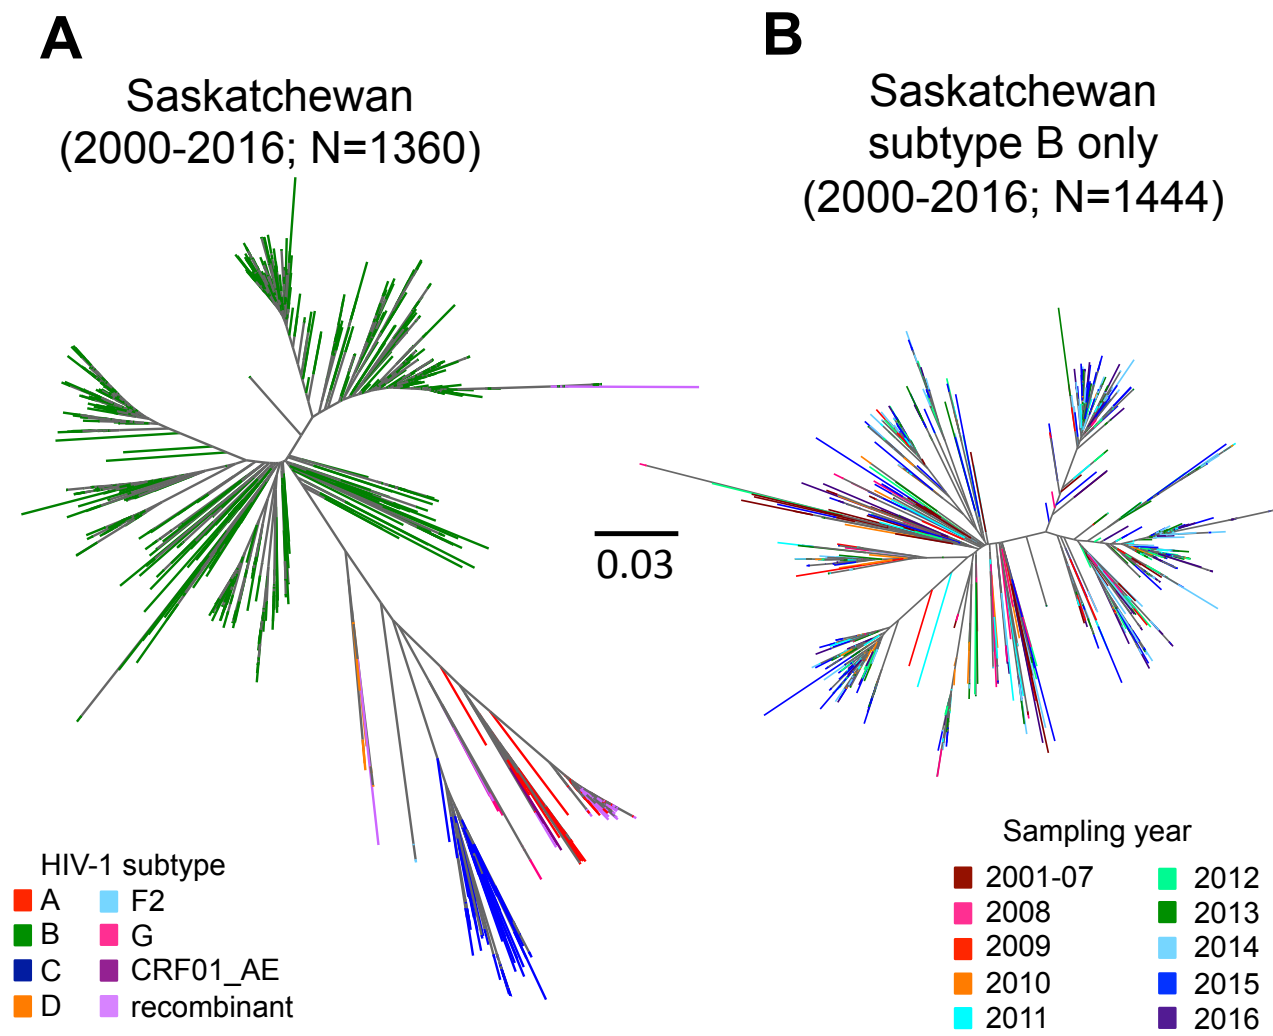 A
Saskatchewan
(2000-2016; N=1360)
B
Saskatchewan
subtype B only
(2000-2016; N=1444)
0.03
HIV-1 subtype
A
B
C
D
F2
G
CRF01_AE
recombinant
Sampling year
2001-07
2008
2009
2010
2011
2012
2013
2014
2015
2016